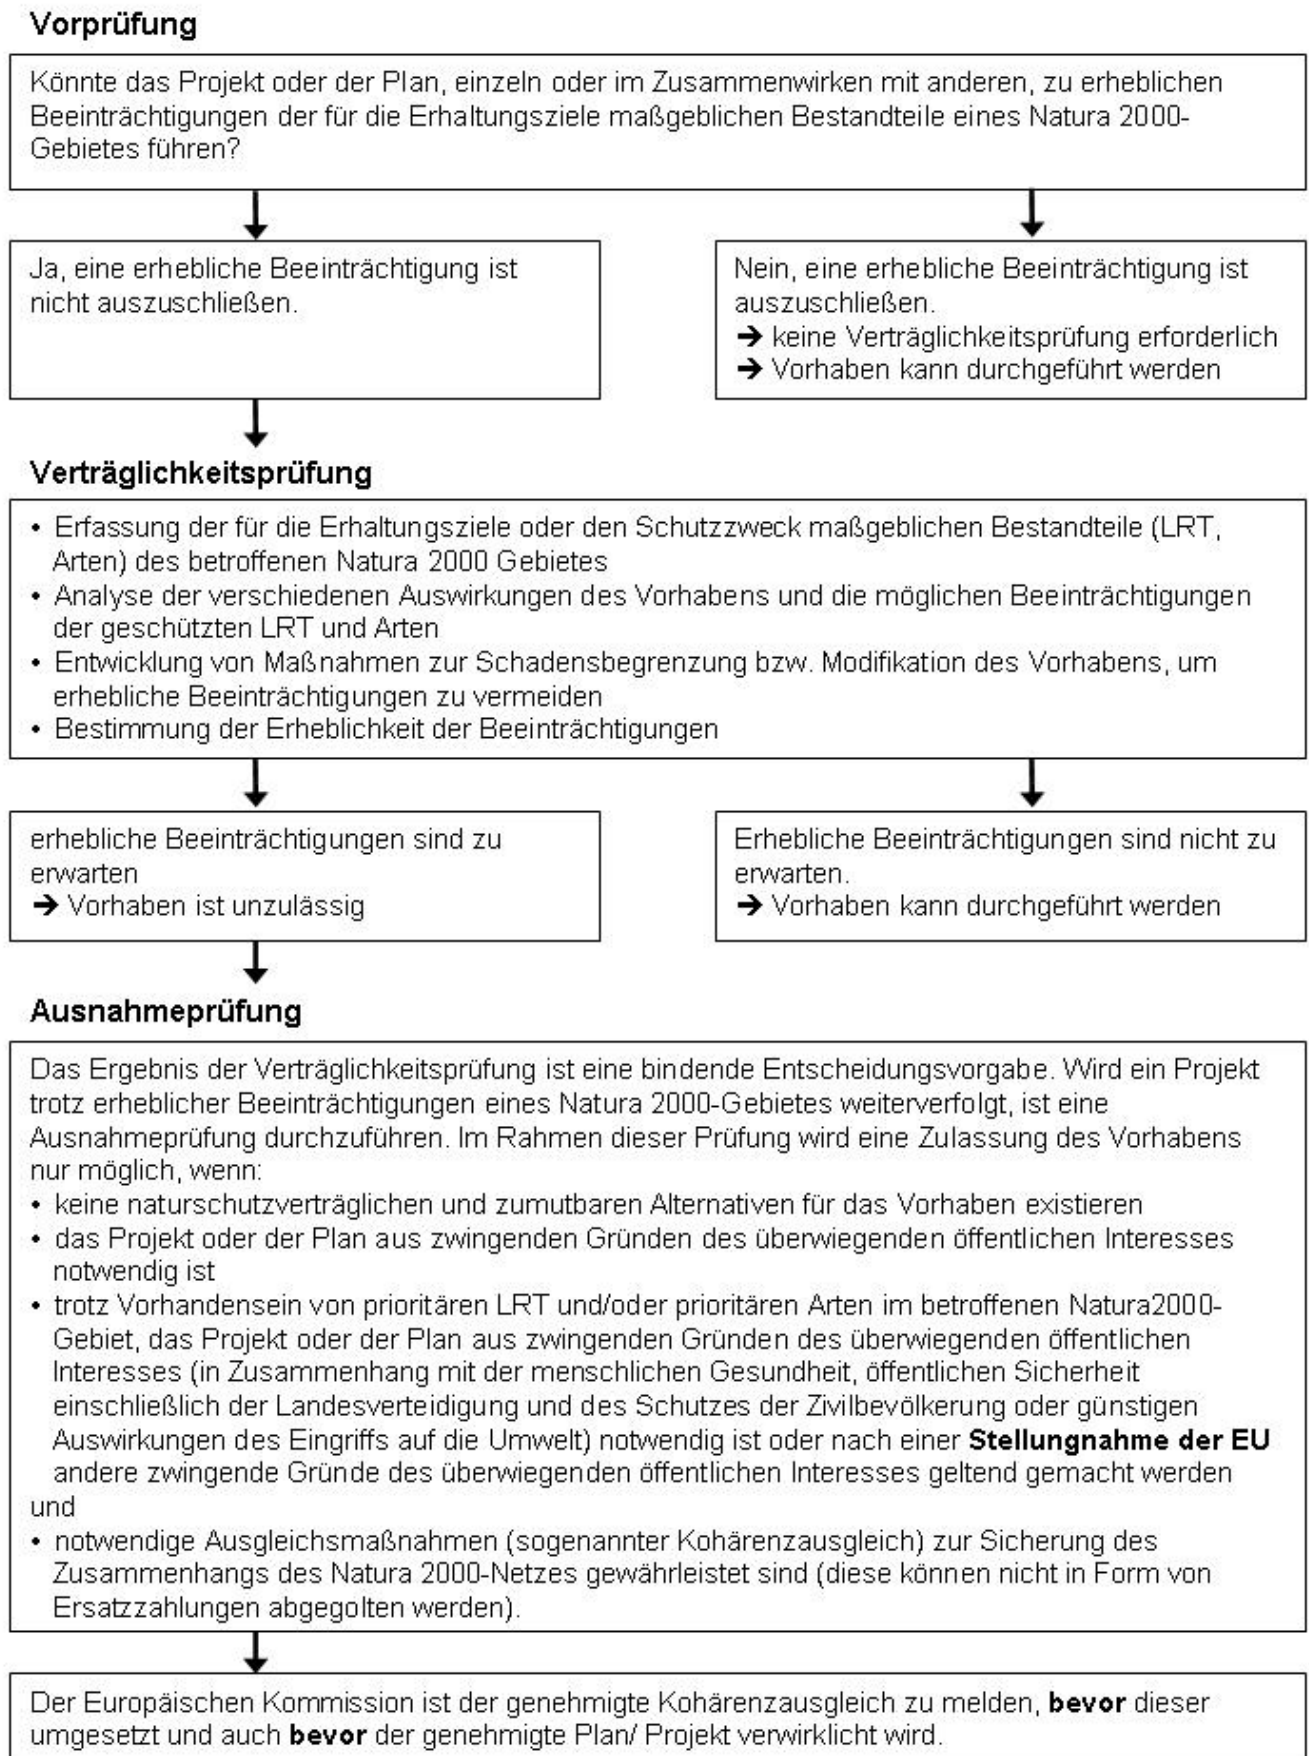 Vorprüfung
Könnte das Projekt oder der Plan, einzeln oder im Zusammenwirken mit anderen, zu erheblichen
Beeinträchtigungen der für die Erhaltungsziele maßgeblichen Bestandteile eines Natura 2000-
Gebietes führen?
Ja, eine erhebliche Beeinträchtigung ist
nicht auszuschließen.
Nein, eine erhebliche Beeinträchtigung ist
auszuschließen.
➔ keine Verträglichkeitsprüfung erforderlich
➔ Vorhaben kann durchgeführt werden
Verträglichkeitsprüfung
• Erfassung der für die Erhaltungsziele oder den Schutzzweck maßgeblichen Bestandteile (LRT,
Arten) des betroffenen Natura 2000 Gebietes
• Analyse der verschiedenen Auswirkungen des Vorhabens und die möglichen Beeinträchtigungen
der geschützten LRT und Arten
• Entwicklung von Maßnahmen zur Schadensbegrenzung bzw. Modifikation des Vorhabens, um
erhebliche Beeinträchtigungen zu vermeiden
• Bestimmung der Erheblichkeit der Beeinträchtigungen
erhebliche Beeinträchtigungen sind zu
erwarten
➔ Vorhaben ist unzulässig
Erhebliche Beeinträchtigungen sind nicht zu
erwarten.
➔ Vorhaben kann durchgeführt werden
Ausnahmeprüfung
Das Ergebnis der Verträglichkeitsprüfung ist eine bindende Entscheidungsvorgabe. Wird ein Projekt
trotz erheblicher Beeinträchtigungen eines Natura 2000-Gebietes weiterverfolgt, ist eine
Ausnahmeprüfung durchzuführen. Im Rahmen dieser Prüfung wird eine Zulassung des Vorhabens
nur möglich, wenn:
• keine naturschutzverträglichen und zumutbaren Alternativen für das Vorhaben existieren
• das Projekt oder der Plan aus zwingenden Gründen des überwiegenden öffentlichen Interesses
notwendig ist
• trotz Vorhandensein von prioritären LRT und/oder prioritären Arten im betroffenen Natura2000-
Gebiet, das Projekt oder der Plan aus zwingenden Gründen des überwiegenden öffentlichen
Interesses (in Zusammenhang mit der menschlichen Gesundheit, öffentlichen Sicherheit
einschließlich der Landesverteidigung und des Schutzes der Zivilbevölkerung oder günstigen
Auswirkungen des Eingriffs auf die Umwelt) notwendig ist oder nach einer Stellungnahme der EU
andere zwingende Gründe des überwiegenden öffentlichen Interesses geltend gemacht werden
und
• notwendige Ausgleichsmaßnahmen (sogenannter Kohärenzausgleich) zur Sicherung des
Zusammenhangs des Natura 2000-Netzes gewährleistet sind (diese können nicht in Form von
Ersatzzahlungen abgegolten werden).
Der Europäischen Kommission ist der genehmigte Kohärenzausgleich zu melden, bevor dieser
umgesetzt und auch bevor der genehmigte Plan/ Projekt verwirklicht wird.